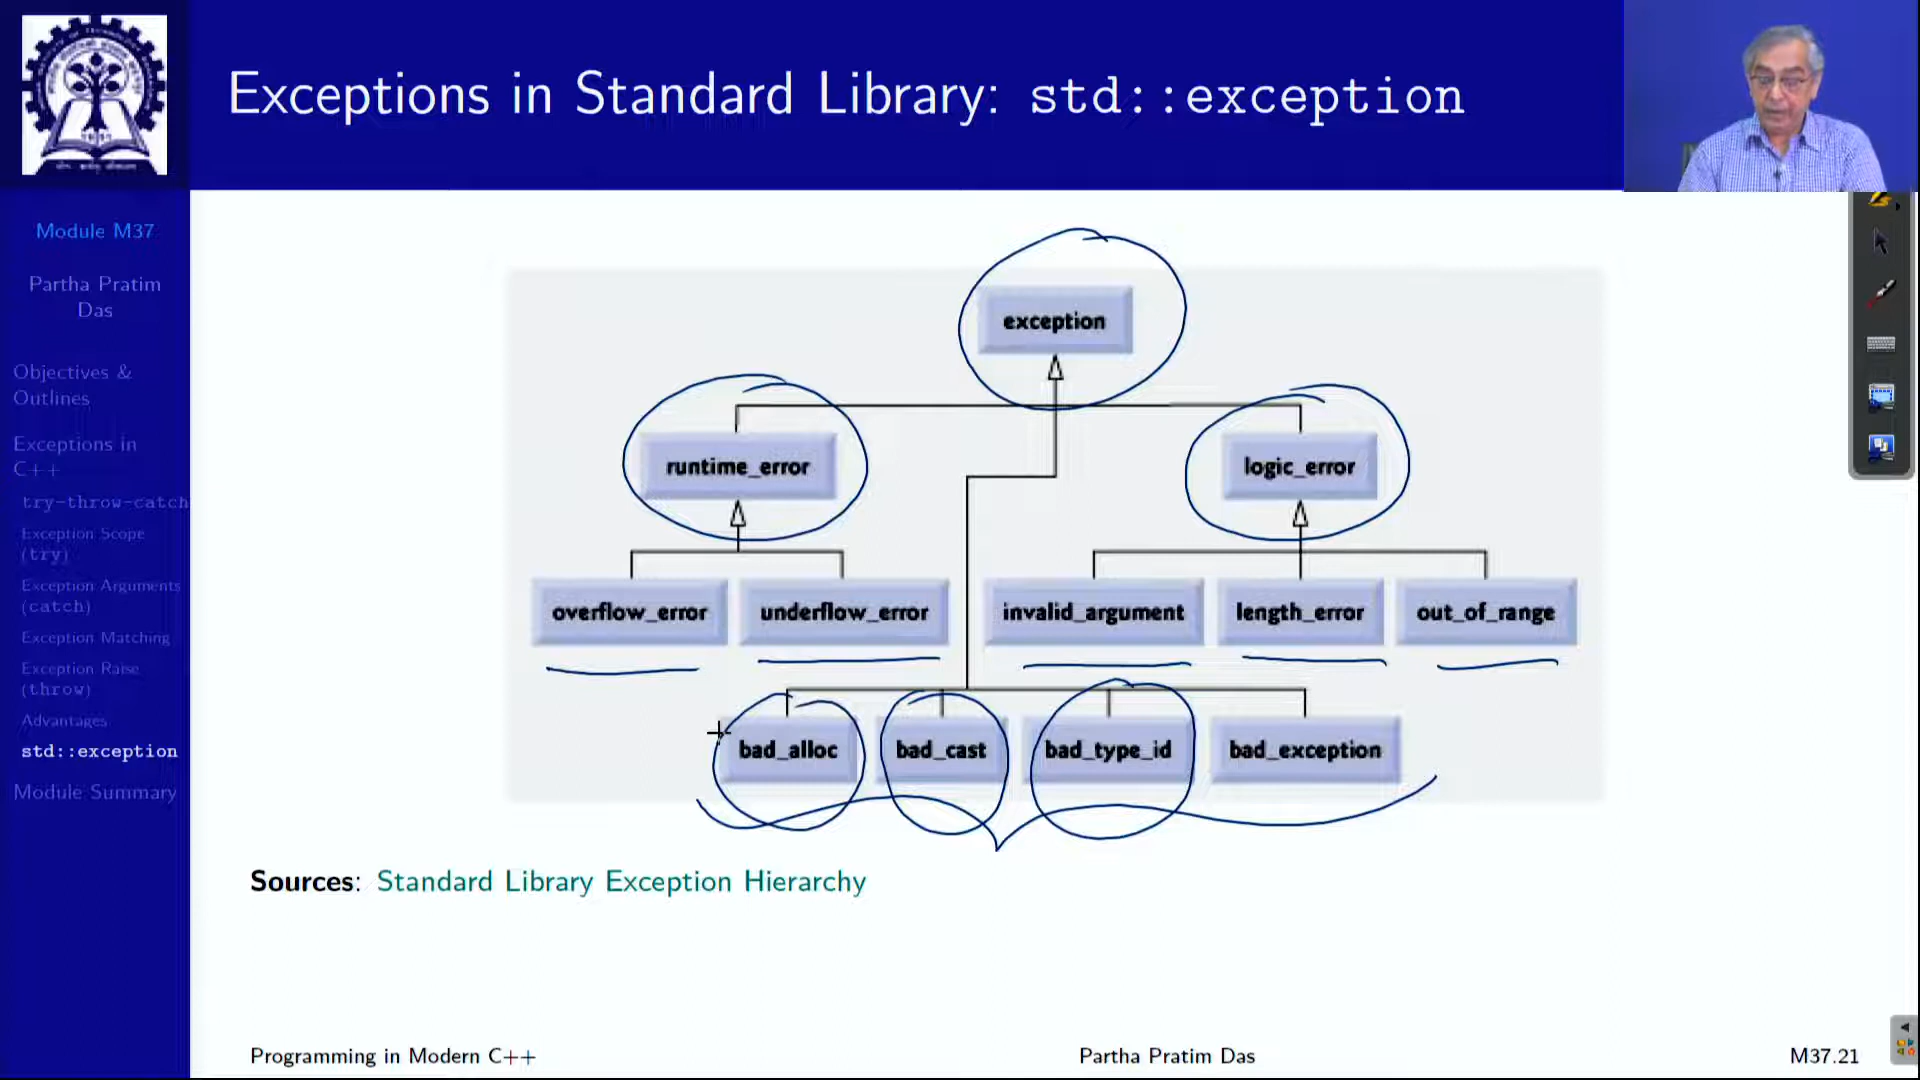 Exceptions in Standard Library: std::exception
Module M37
Partha Pratim
Das
Objectives &
Outlines
Exceptions in
C++
try-throw-catch
Exception Scope
(try)
Exception Arguments
(catch)
Exception Matching
Exception Raise
(throw)
Advantages
std::exception
Module Summary
exception
runtime_error
logic_error
overflow_error
underflow_error
invalid_argument
length_error
out_of_range
bad_alloc
bad_cast
bad_type_id
bad_exception
Sources: Standard Library Exception Hierarchy
Programming in Modern C++
Partha Pratim Das
M37.21